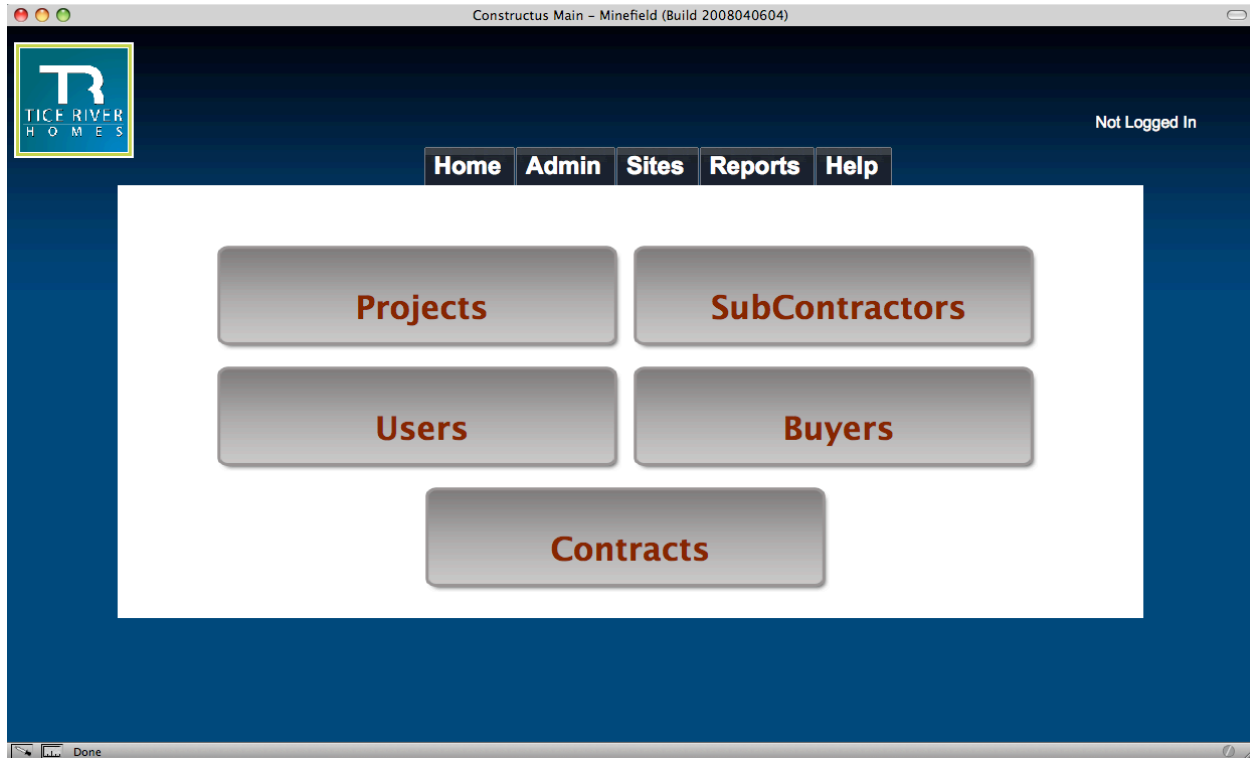 Constructus Main – Minefield (Build 2008040604)
TR
TICE RIVER
HOMES
Not Logged In
Home Admin Sites Reports Help
Projects SubContractors
Users Buyers
Contracts
Done